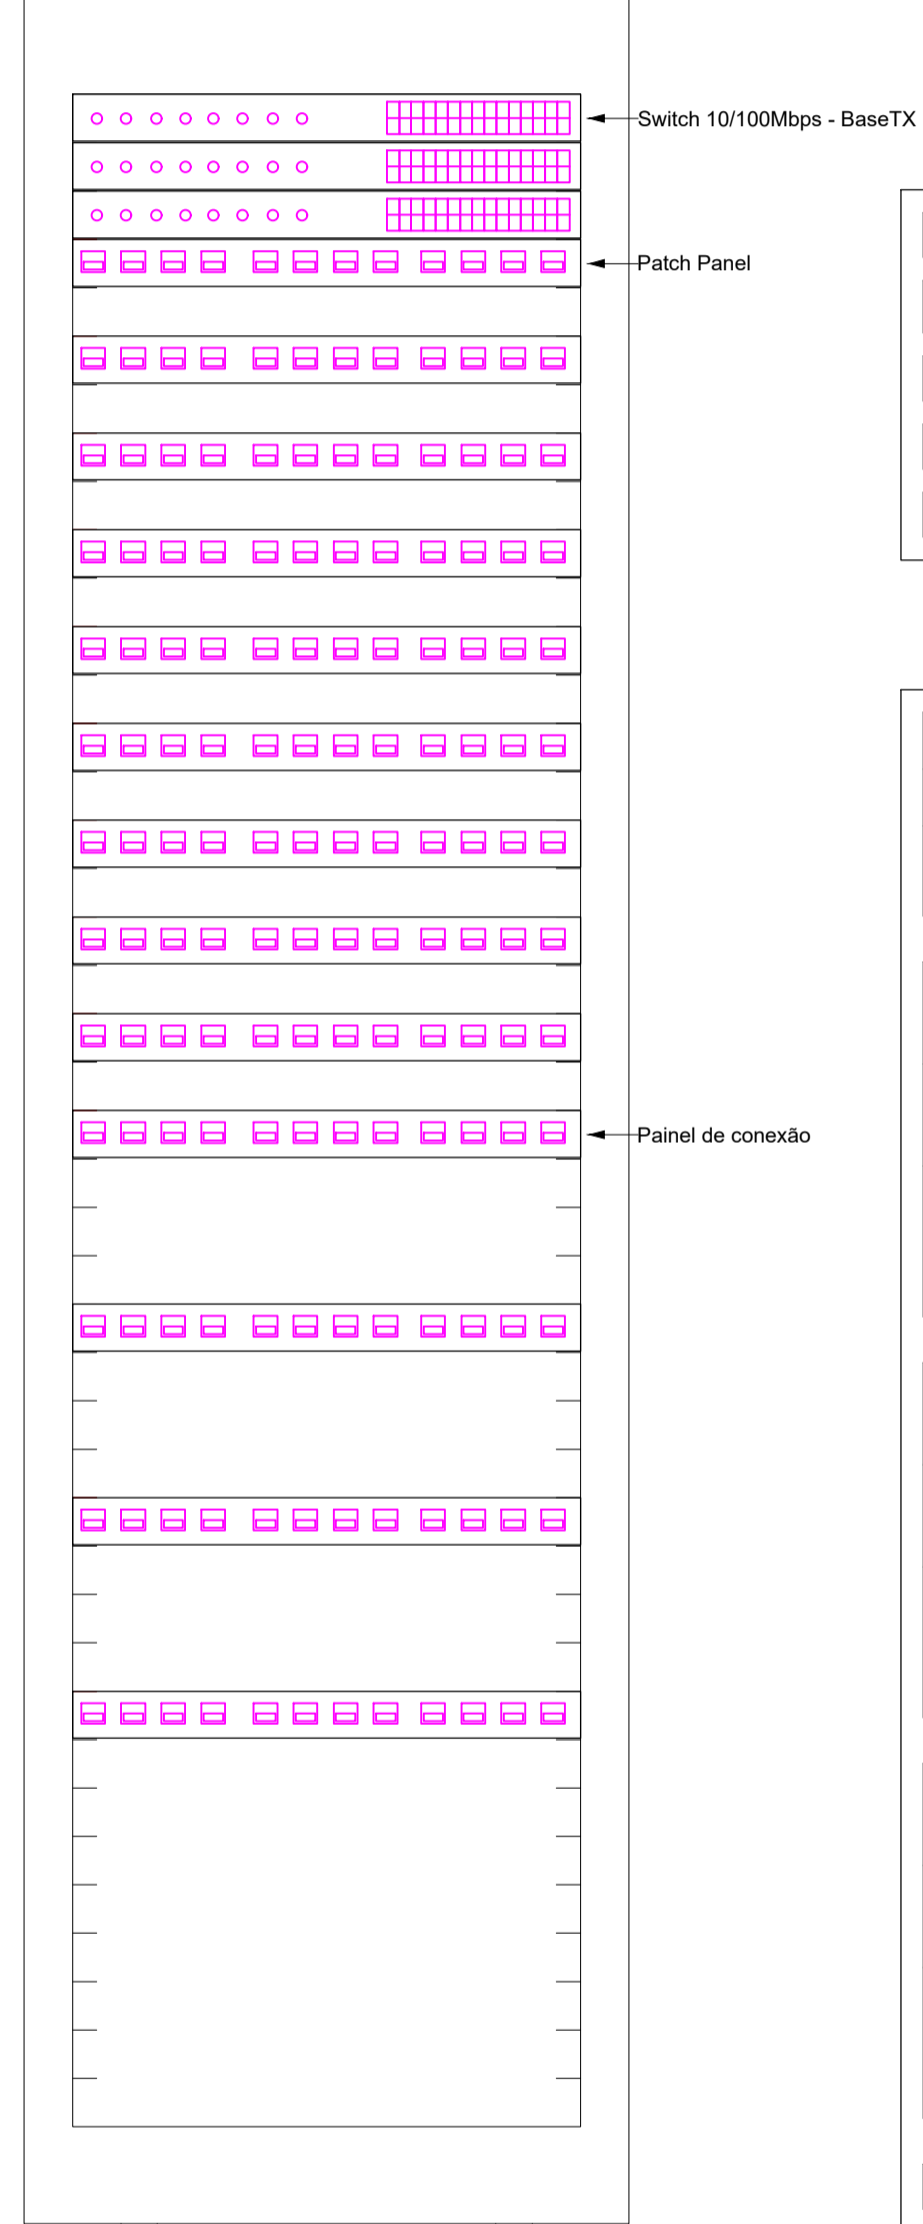 Switch 10/100Mbps - BaseTX
Patch Panel
Painel de conexão